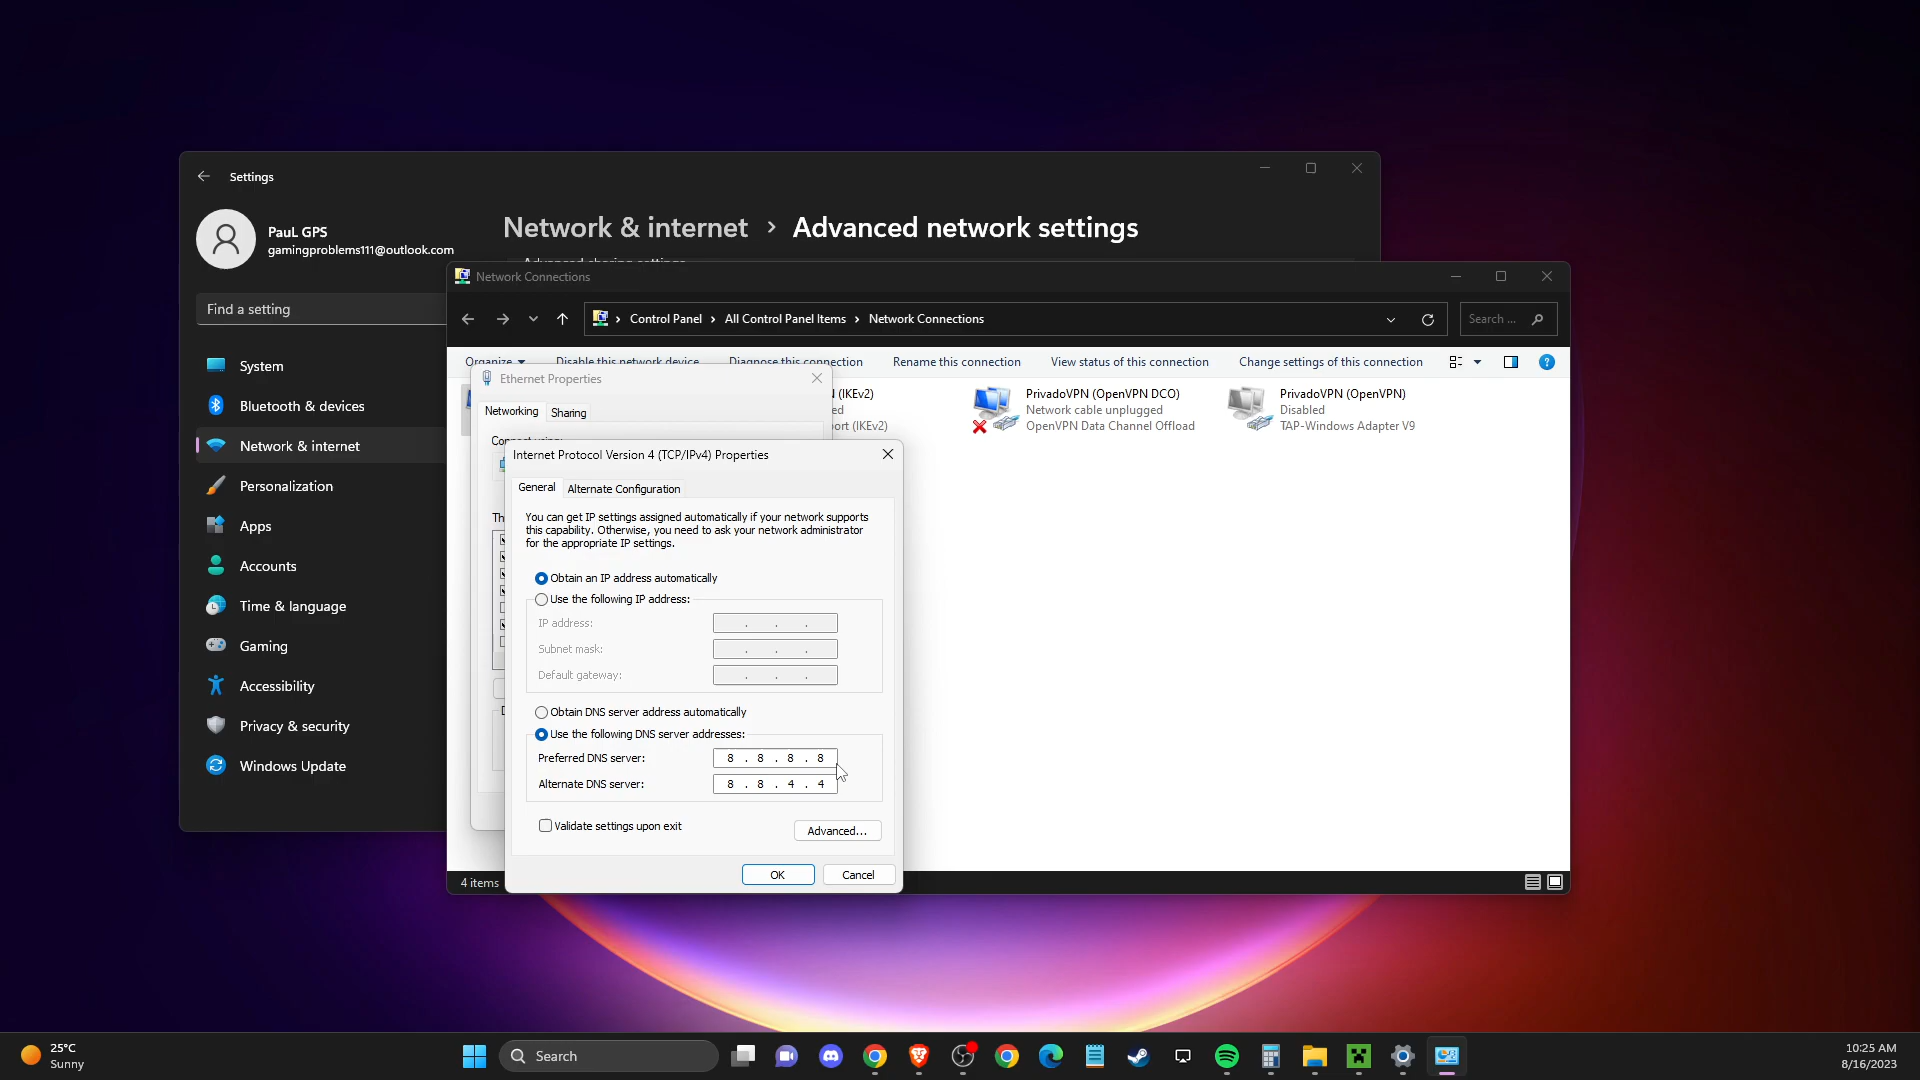 Settings
PauL GPS
gamingproblems111@outlook.com
Find a setting
System
Bluetooth & devices
Network & internet
Personalization
Apps
Accounts
Time & language
Gaming
Accessibility
Privacy & security
Windows Update
Network & internet > Advanced network settings
Advanced sharing settings
Network Connections
Control Panel > All Control Panel Items > Network Connections
Search ...
Organize
Disable this network device
Diagnose this connection
Rename this connection
View status of this connection
Change settings of this connection
(IKEv2)
(IKEv2)
PrivadoVPN (OpenVPN DCO)
Network cable unplugged
OpenVPN Data Channel Offload
PrivadoVPN (OpenVPN)
Disabled
TAP-Windows Adapter V9
Ethernet Properties
Networking
Sharing
Connect using:
Internet Protocol Version 4 (TCP/IPv4) Properties
General
Alternate Configuration
You can get IP settings assigned automatically if your network supports
this capability. Otherwise, you need to ask your network administrator
for the appropriate IP settings.
Obtain an IP address automatically
Use the following IP address:
IP address:
Subnet mask:
Default gateway:
Obtain DNS server address automatically
Use the following DNS server addresses:
Preferred DNS server: 8 . 8 . 8 . 8
Alternate DNS server: 8 . 8 . 4 . 4
Validate settings upon exit
Advanced...
OK
Cancel
4 items
25°C
Sunny
Search
10:25 AM
8/16/2023